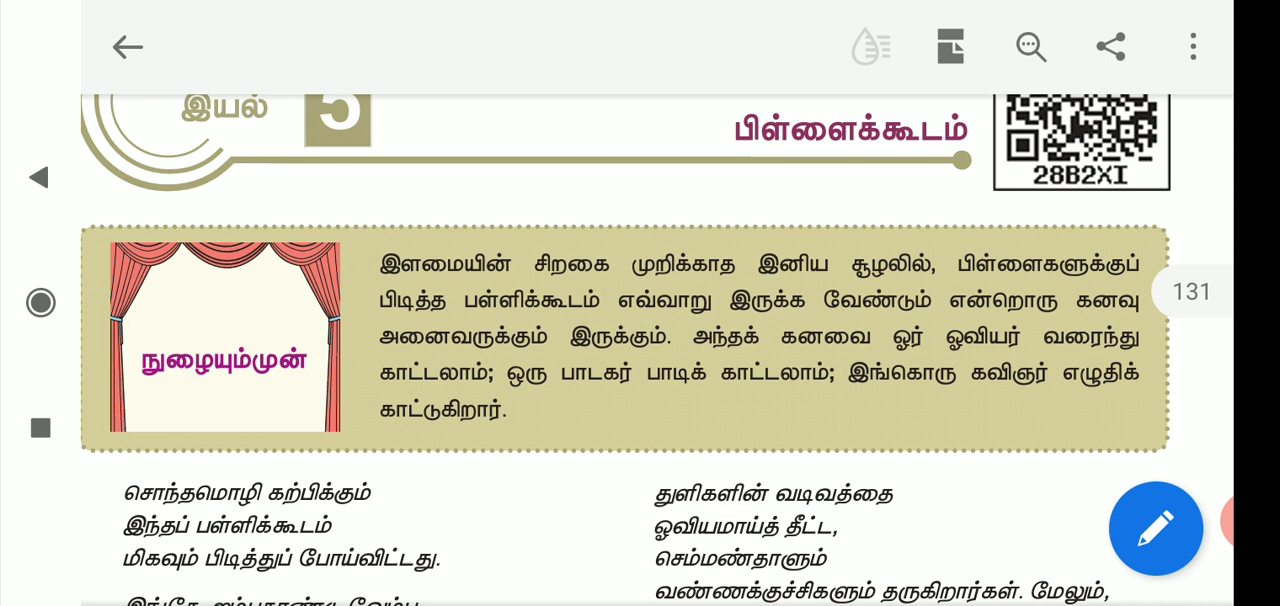 இயல் 5
பிள்ளைக்கூடம்
28B2XI
நுழையும்முன்
இளமையின் சிறகை முறிக்காத இனிய சூழலில், பிள்ளைகளுக்குப்
பிடித்த பள்ளிக்கூடம் எவ்வாறு இருக்க வேண்டும் என்றொரு கனவு
அனைவருக்கும் இருக்கும். அந்தக் கனவை ஓர் ஓவியர் வரைந்து
காட்டலாம்; ஒரு பாடகர் பாடிக் காட்டலாம்; இங்கொரு கவிஞர் எழுதிக்
காட்டுகிறார்.
131
சொந்தமொழி கற்பிக்கும்
இந்தப் பள்ளிக்கூடம்
மிகவும் பிடித்துப் போய்விட்டது.
துளிகளின் வடிவத்தை
ஓவியமாய்த் தீட்ட,
செம்மண்தாளும்
வண்ணக்குச்சிகளும் தருகிறார்கள். மேலும்,